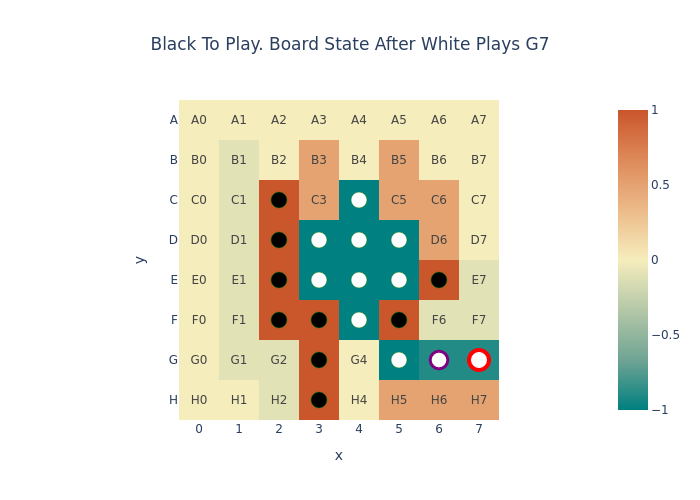 Black To Play. Board State After White Plays G7
A A0 A1 A2 A3 A4 A5 A6 A7
B B0 B1 B2 B3 B4 B5 B6 B7
C C0 C1 C3 C5 C6 C7
D D0 D1 D6 D7
E E0 E1 E7
F F0 F1 F6 F7
G G0 G1 G2 G4
H H0 H1 H2 H4 H5 H6 H7
0 1 2 3 4 5 6 7
x
y
1
0.5
0
−0.5
−1